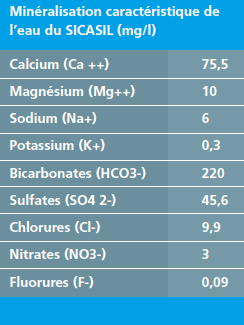 Minéralisation caractéristique de
l'eau du SICASIL (mg/l)
Calcium (Ca ++) 75,5
Magnésium (Mg++) 10
Sodium (Na+) 6
Potassium (K+) 0,3
Bicarbonates (HCO3-) 220
Sulfates (SO4 2-) 45,6
Chlorures (Cl-) 9,9
Nitrates (NO3-) 3
Fluorures (F-) 0,09